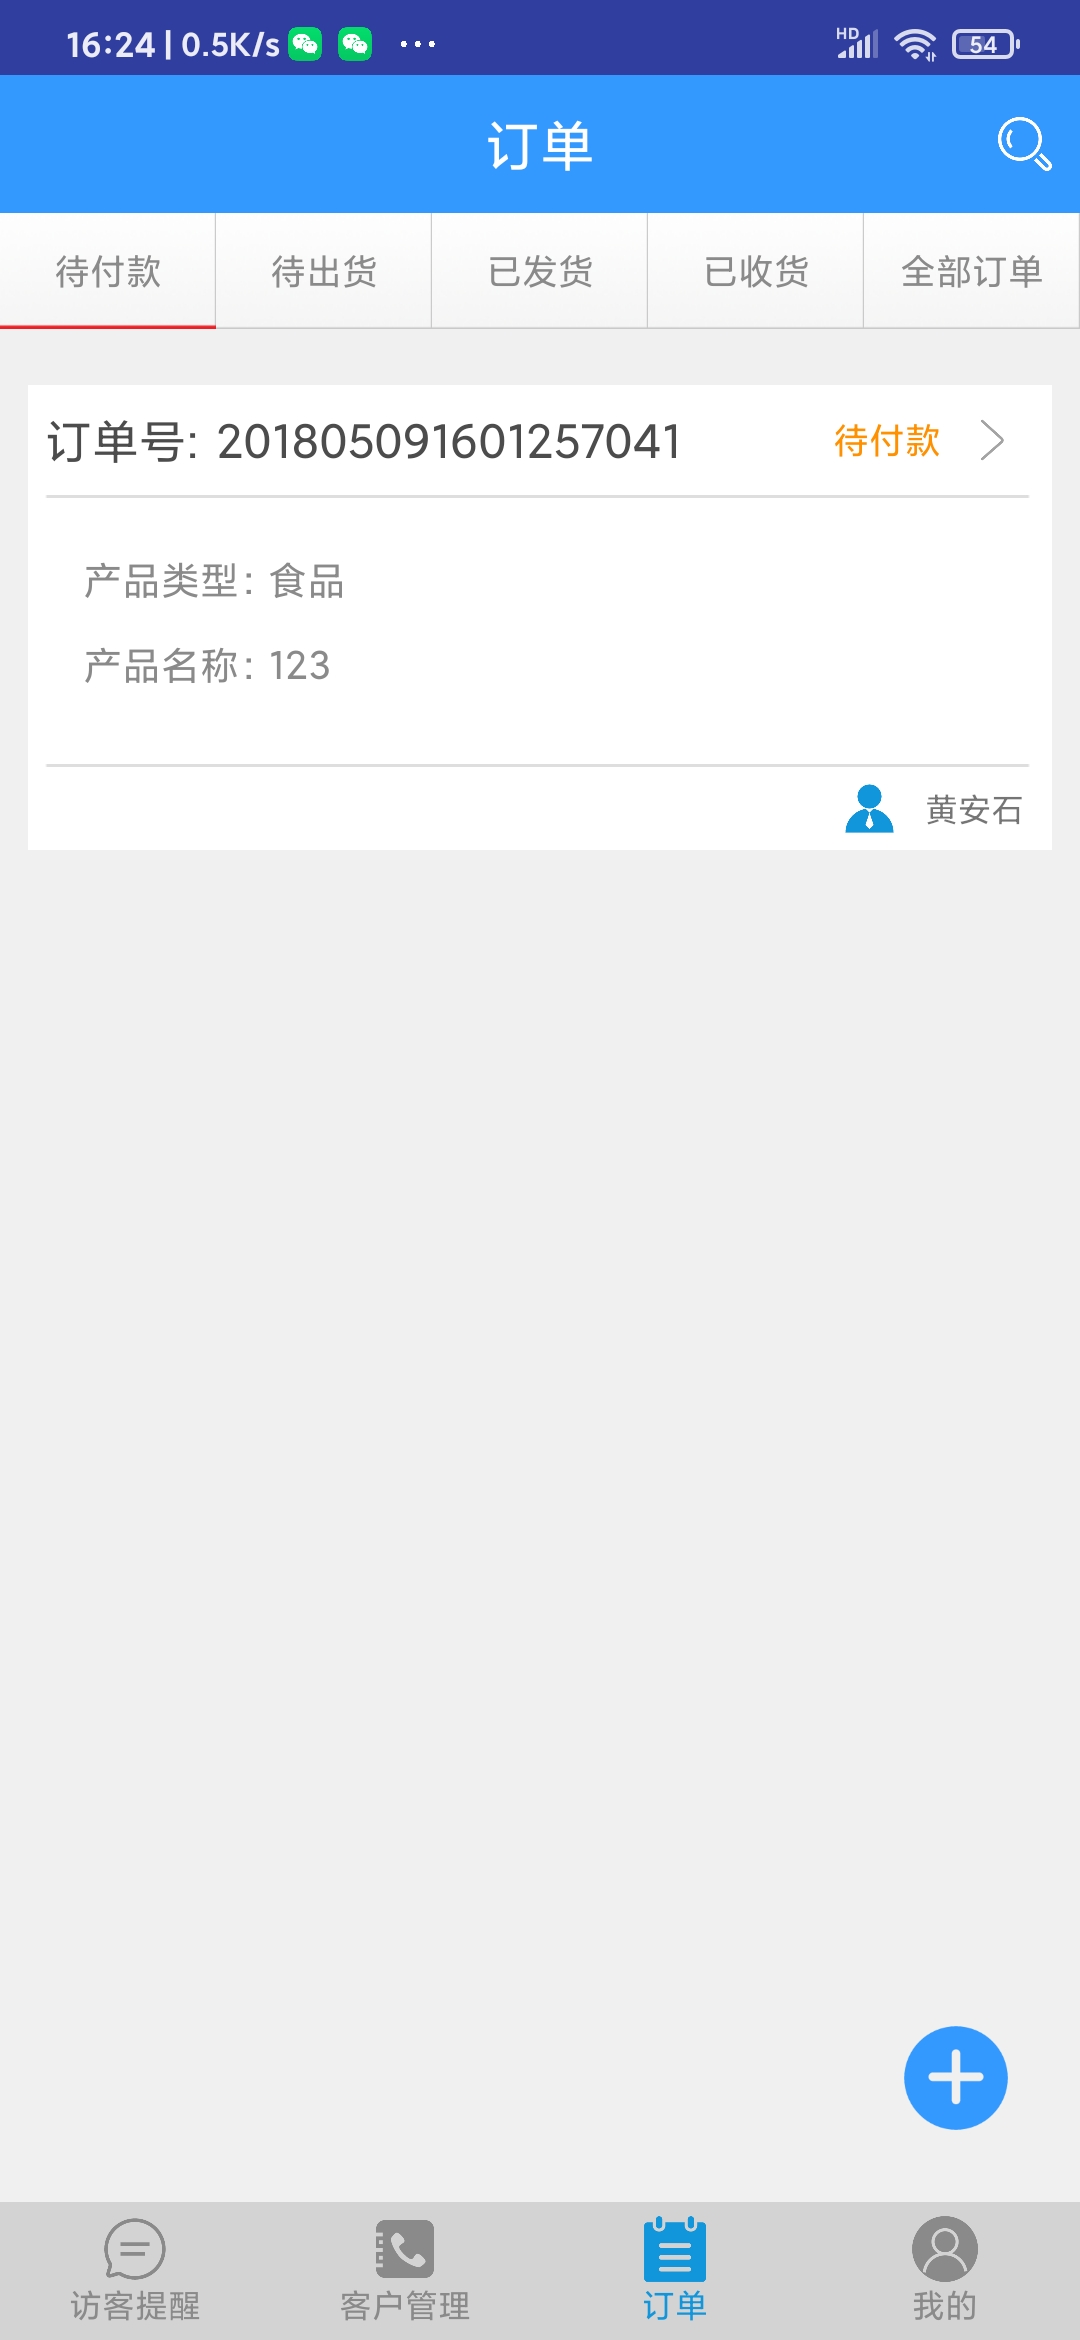 16:24 | 0.5K/s ... HD 54
订单
待付款 待出货 已发货 已收货 全部订单
订单号: 201805091601257041 待付款
产品类型: 食品
产品名称: 123
黄安石
访客提醒 客户管理 订单 我的